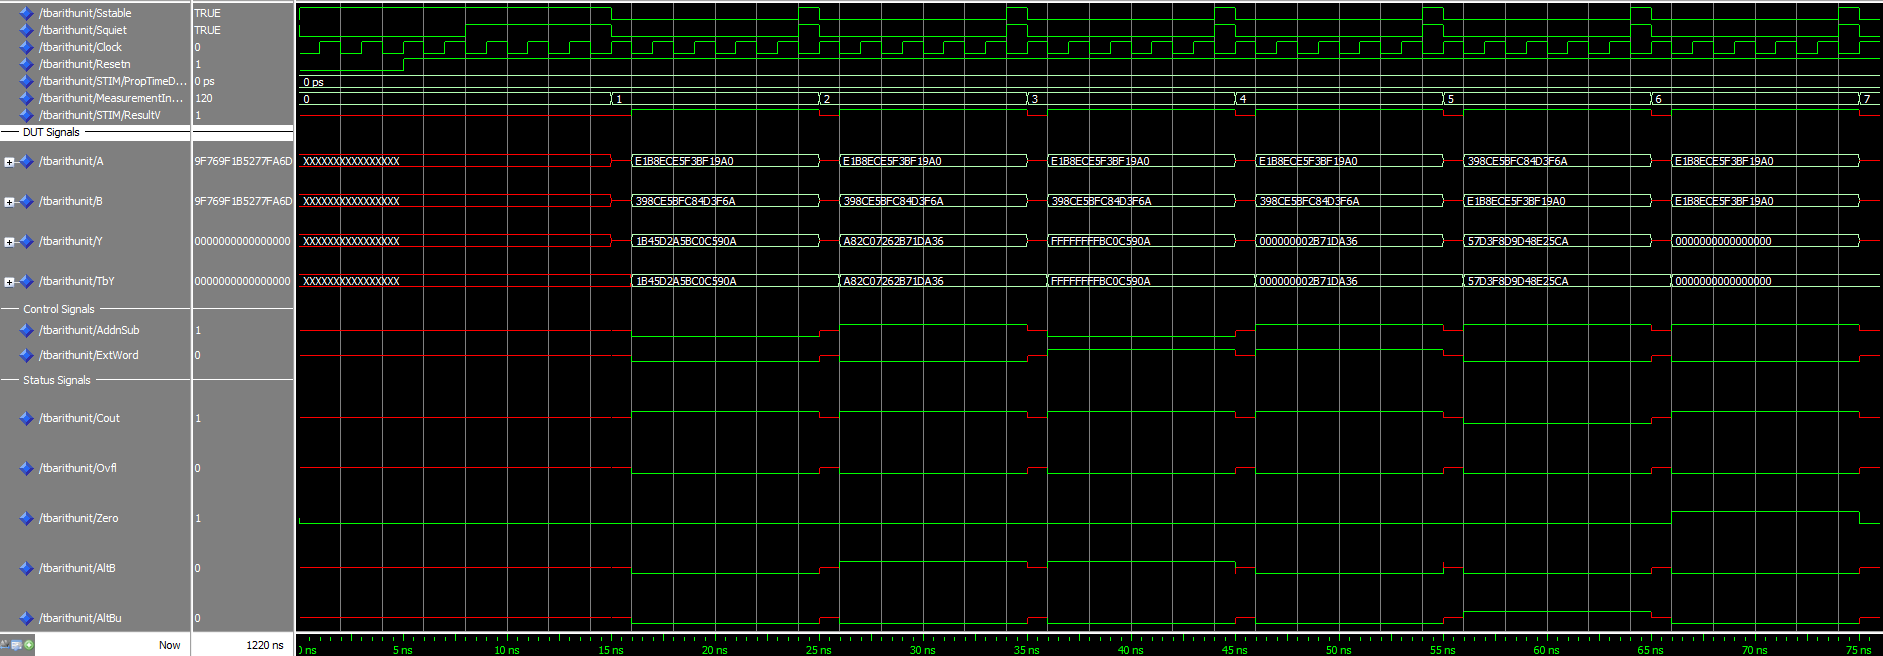 /tbarithunit/Sstable TRUE
/tbarithunit/Squiet TRUE
/tbarithunit/Clock 0
/tbarithunit/Resetn 1
/tbarithunit/STIM/PropTimeD... 0 ps 0 ps
/tbarithunit/MeasurementIn... 120 0 1 2 3 4 5 6 7
/tbarithunit/STIM/ResultV 1
DUT Signals
/tbarithunit/A 9F769F1B5277FA6D XXXXXXXXXXXXXXXX E1B8ECE5F3BF19A0 E1B8ECE5F3BF19A0 E1B8ECE5F3BF19A0 E1B8ECE5F3BF19A0 398CE5BFC84D3F6A E1B8ECE5F3BF19A0
/tbarithunit/B 9F769F1B5277FA6D XXXXXXXXXXXXXXXX 398CE5BFC84D3F6A 398CE5BFC84D3F6A 398CE5BFC84D3F6A 398CE5BFC84D3F6A E1B8ECE5F3BF19A0 E1B8ECE5F3BF19A0
/tbarithunit/Y 0000000000000000 XXXXXXXXXXXXXXXX 1B45D2A5BC0C590A A82C07262B71DA36 FFFFFFFFBC0C590A 000000002B71DA36 57D3F8D9D48E25CA 0000000000000000
/tbarithunit/TbY 0000000000000000 XXXXXXXXXXXXXXXX 1B45D2A5BC0C590A A82C07262B71DA36 FFFFFFFFBC0C590A 000000002B71DA36 57D3F8D9D48E25CA 0000000000000000
Control Signals
/tbarithunit/AddnSub 1
/tbarithunit/ExtWord 0
Status Signals
/tbarithunit/Cout 1
/tbarithunit/Ovfl 0
/tbarithunit/Zero 1
/tbarithunit/AltB 0
/tbarithunit/AltBu 0
Now 1220 ns
ns 5 ns 10 ns 15 ns 20 ns 25 ns 30 ns 35 ns 40 ns 45 ns 50 ns 55 ns 60 ns 65 ns 70 ns 75 ns